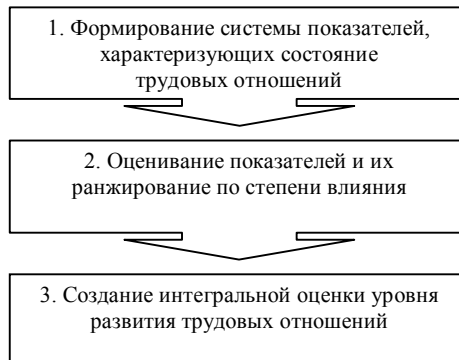 1. Формирование системы показателей,
характеризующих состояние
трудовых отношений
2. Оценивание показателей и их
ранжирование по степени влияния
3. Создание интегральной оценки уровня
развития трудовых отношений